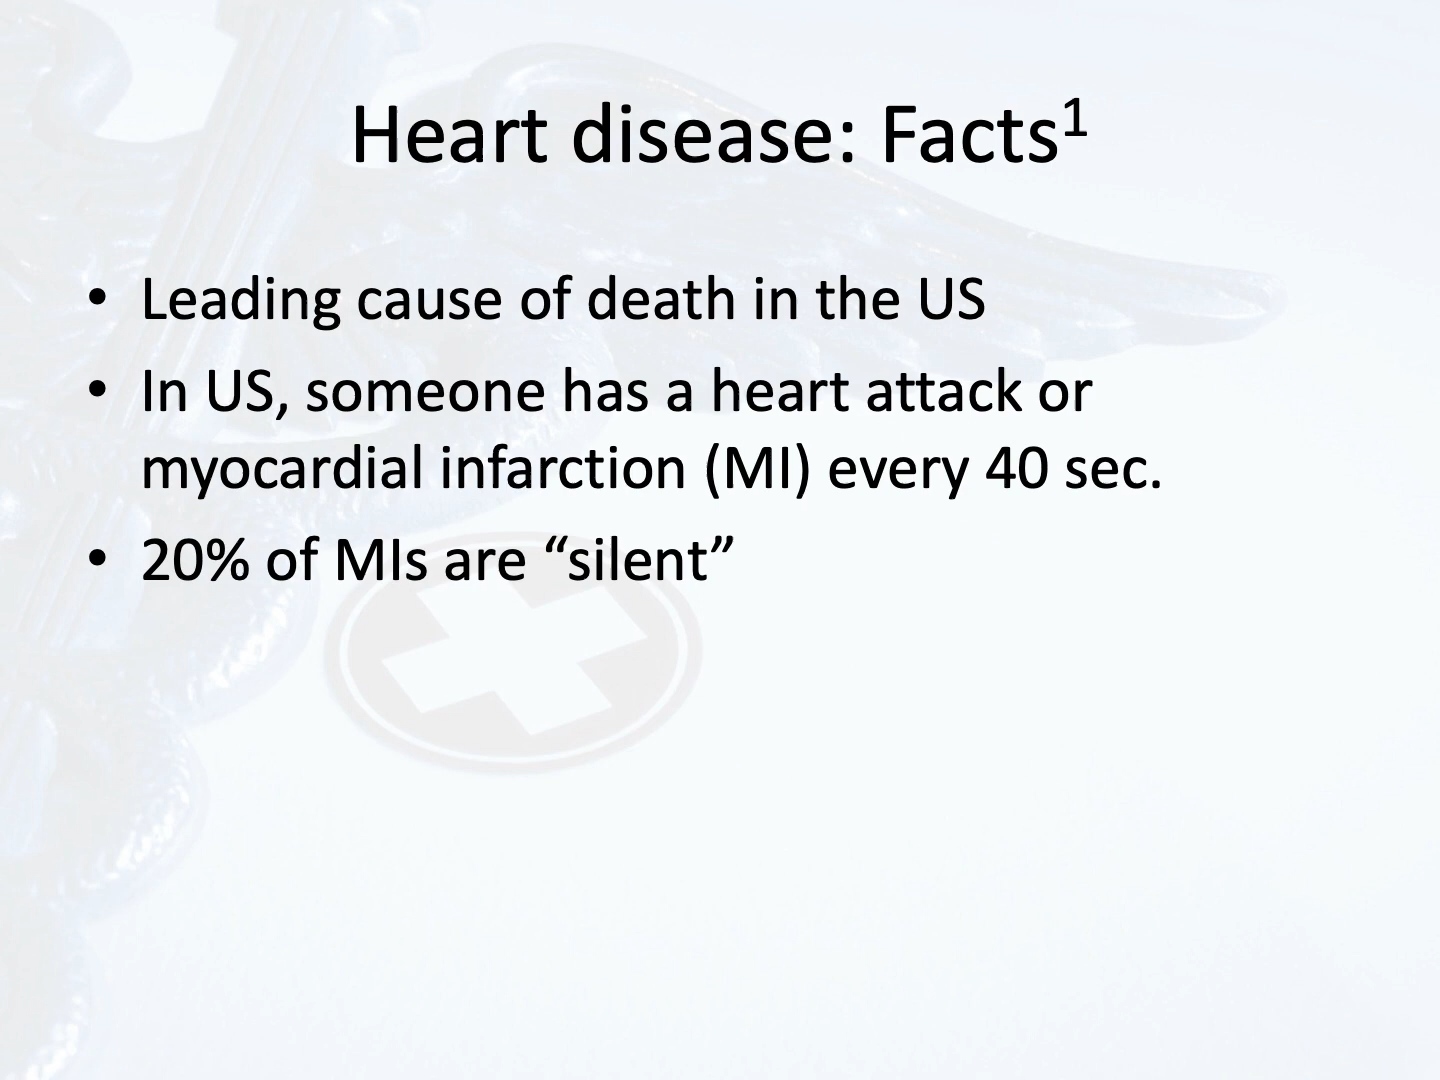 Heart disease: Facts¹
• Leading cause of death in the US
• In US, someone has a heart attack or
myocardial infarction (MI) every 40 sec.
• 20% of MIs are “silent”